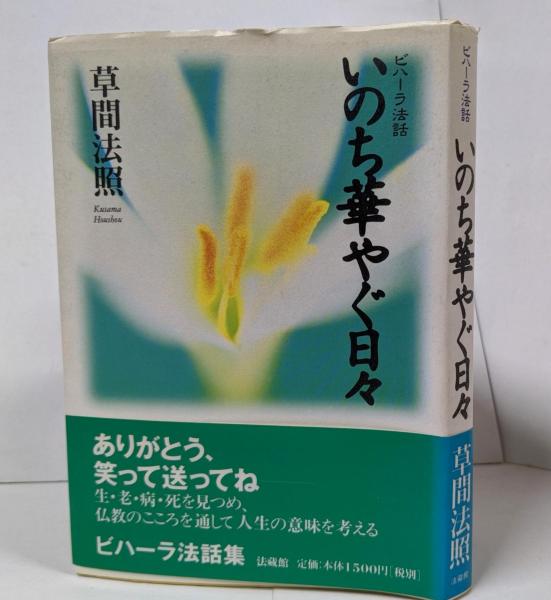 ビハーラ法話
いのち華やぐ日々
草間法照
Kusama
Houshou
ありがとう、
笑って送ってね
生・老・病・死を見つめ、
仏教のこころを通して人生の意味を考える
ビハーラ法話集 法蔵館 定価:本体1500円[税別]
ビハーラ法話
いのち華やぐ日々
草間法照
法蔵館